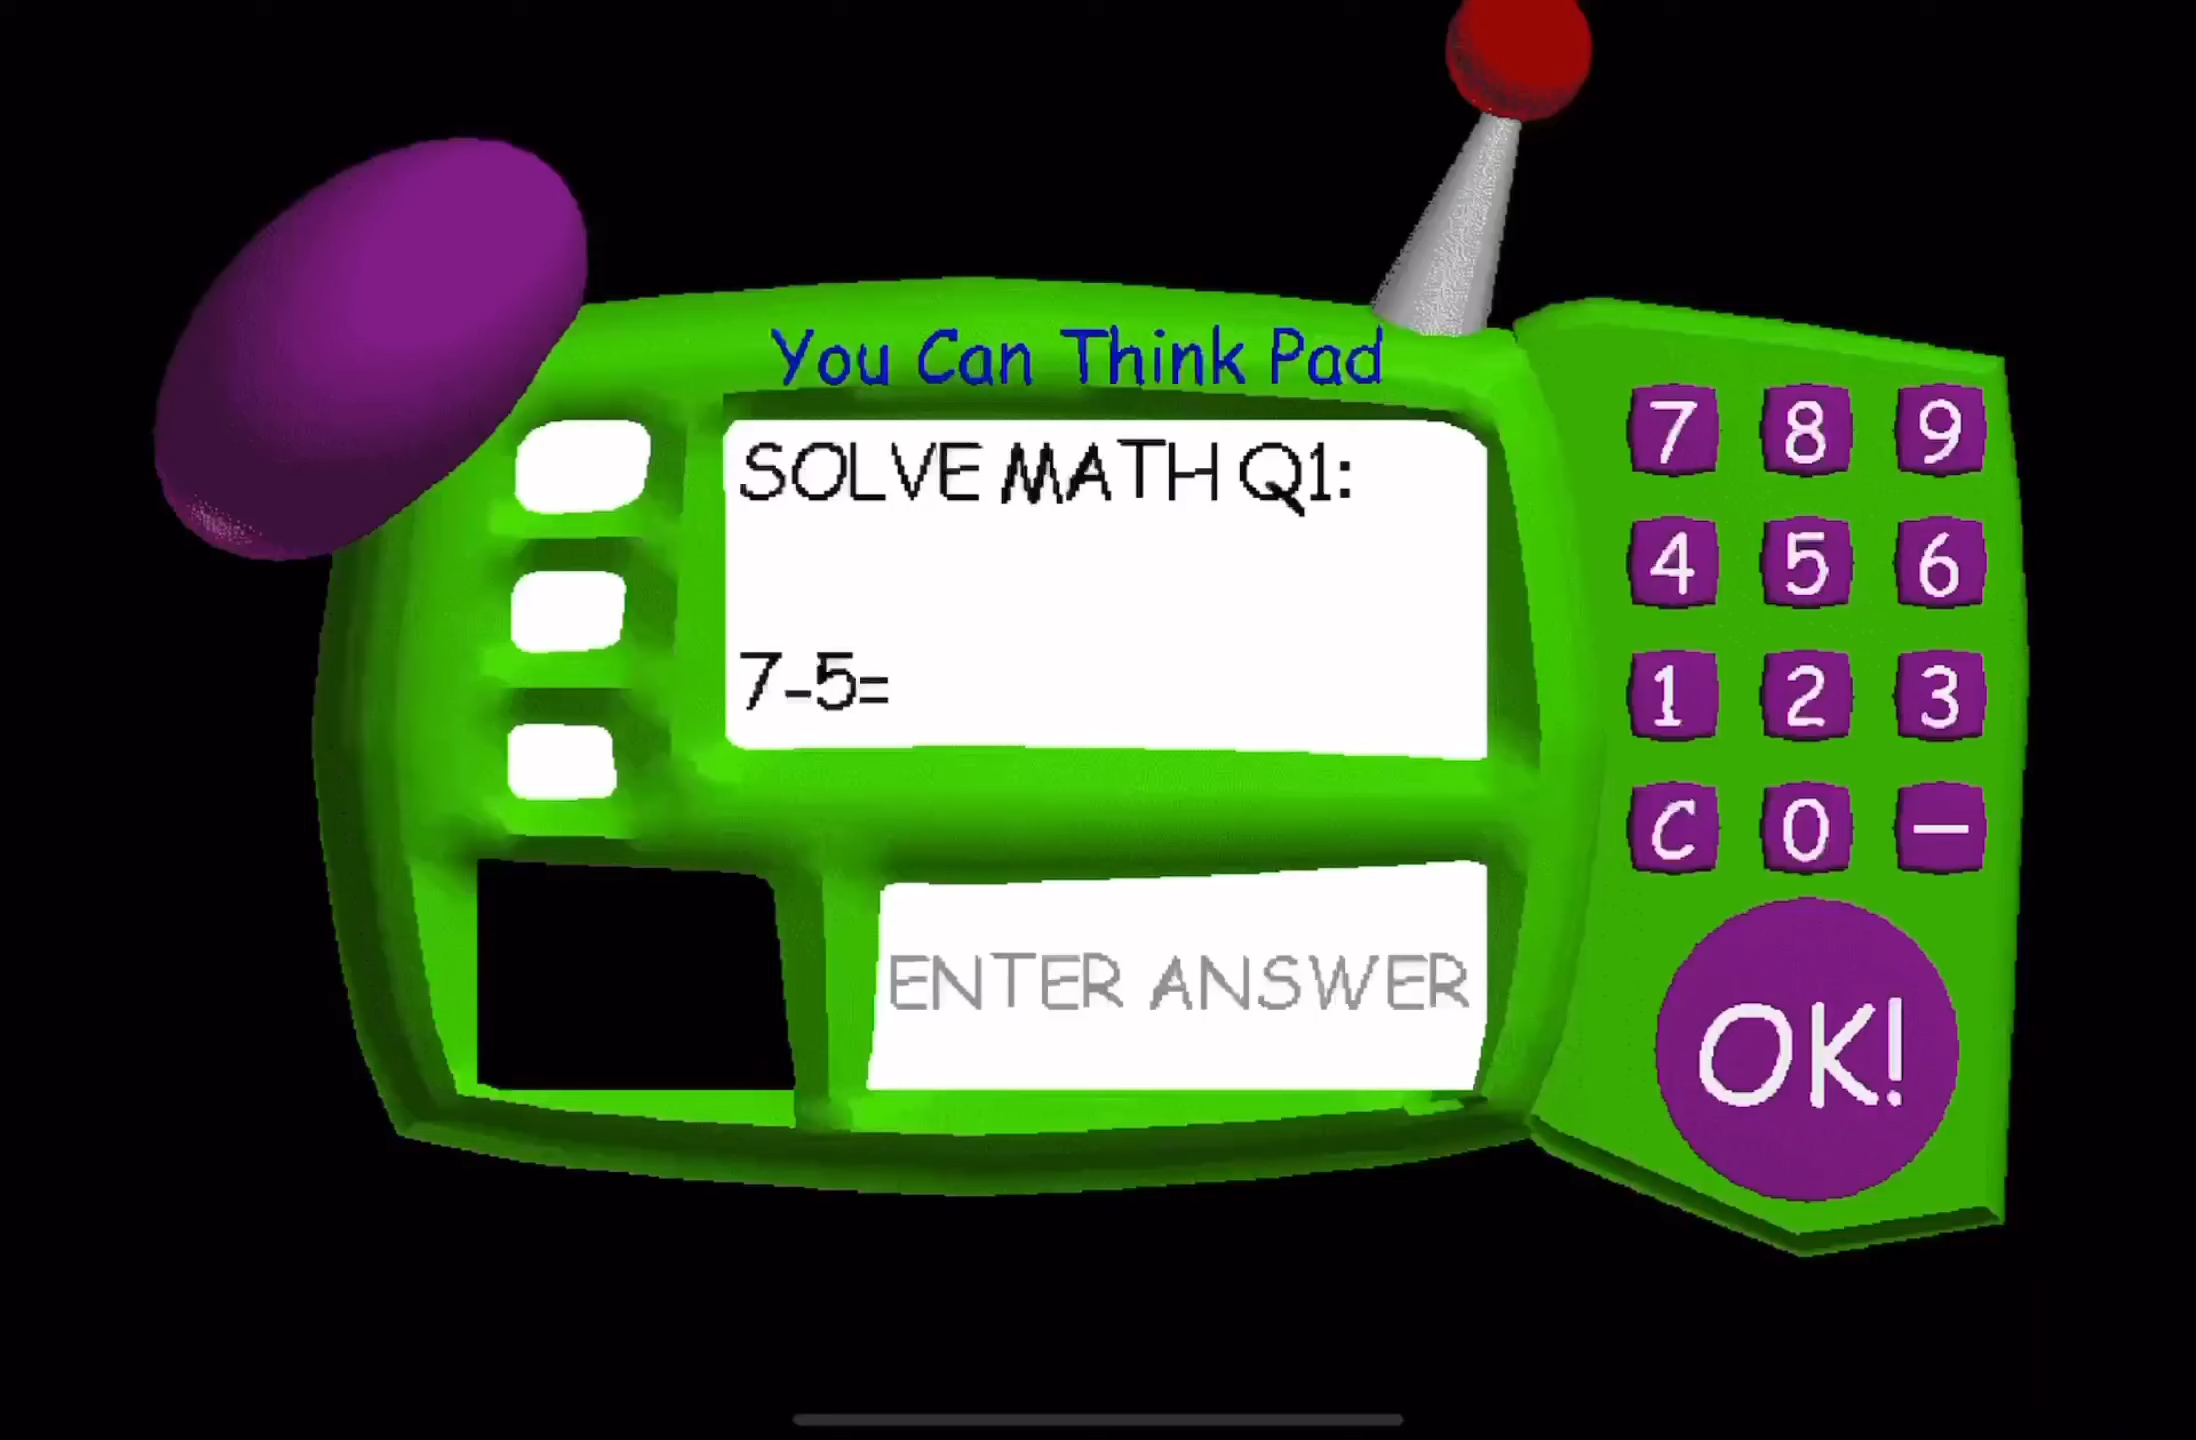 You Can Think Pad
SOLVE MATH Q1:
7-5=
7 8 9
4 5 6
1 2 3
C 0 –
ENTER ANSWER
OK!